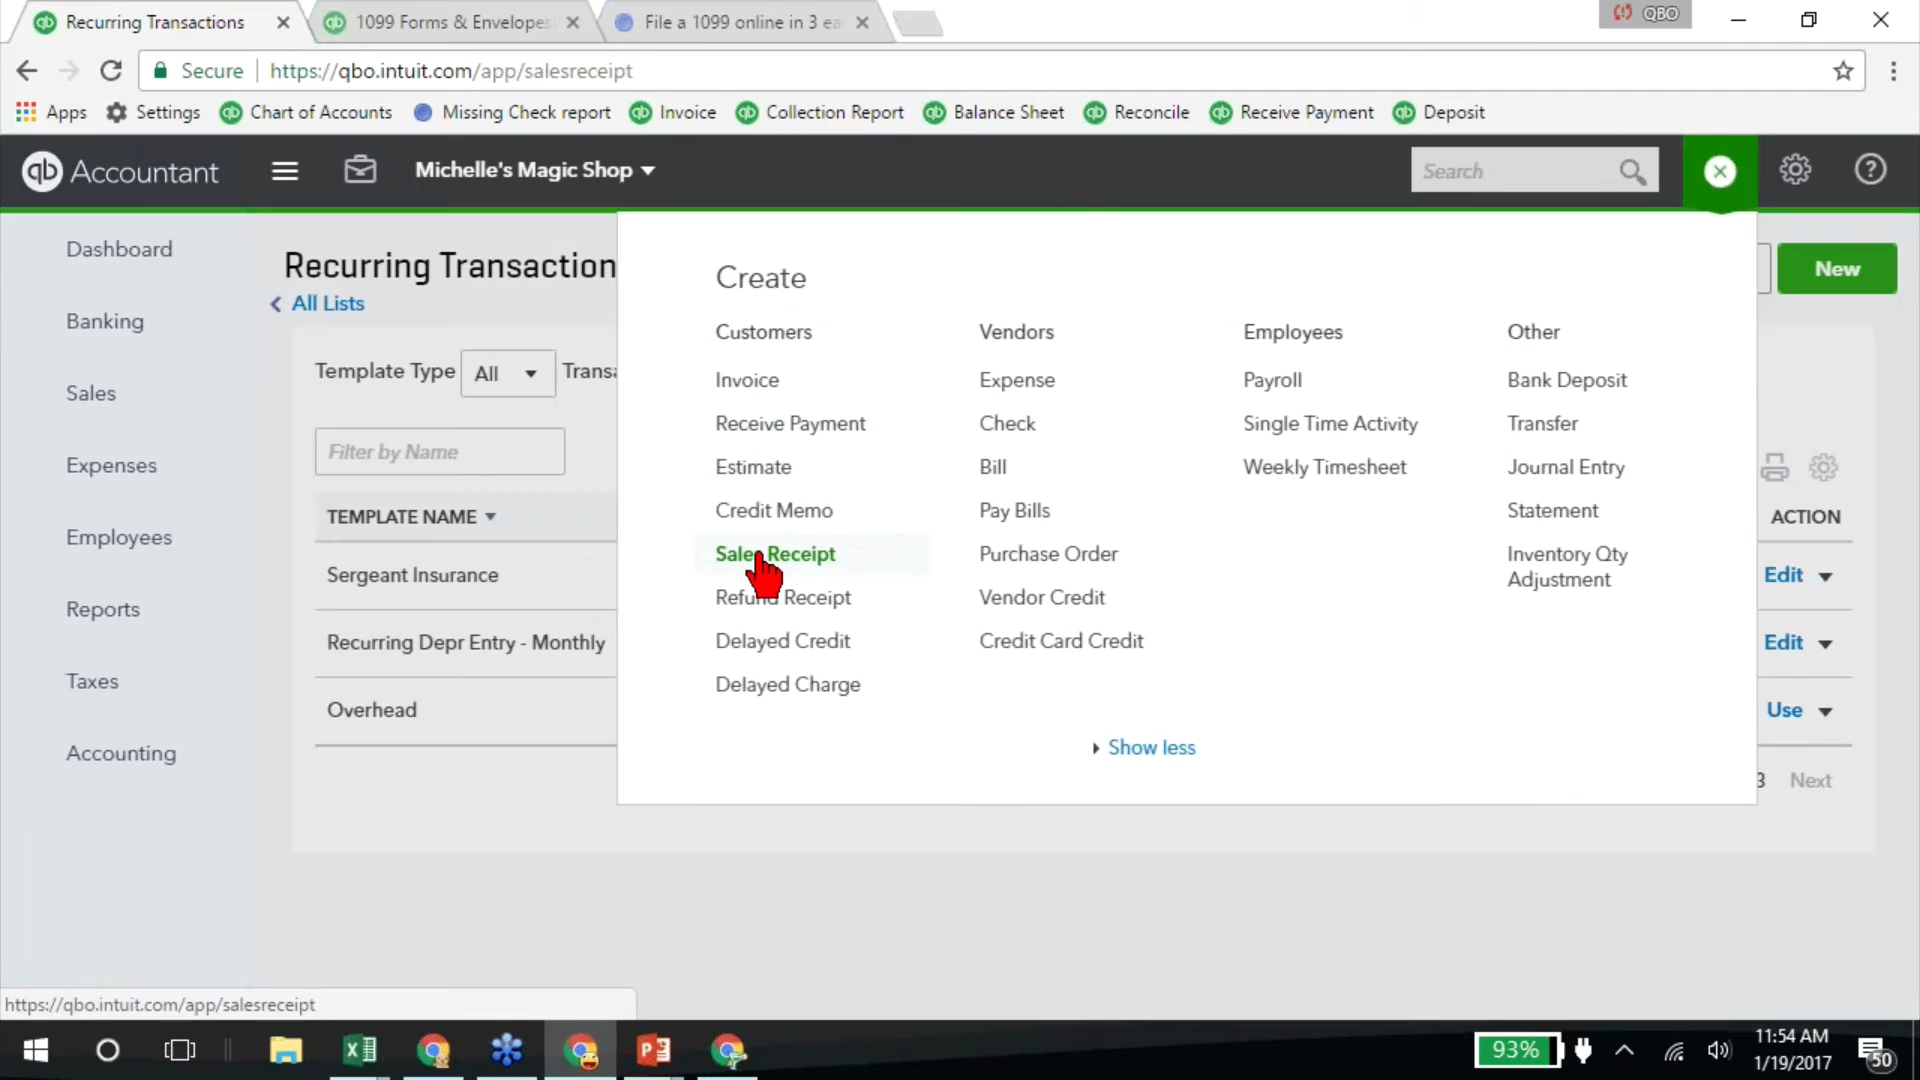 Recurring Transactions
1099 Forms & Envelopes
File a 1099 online in 3 ea
QBO
Secure
https://qbo.intuit.com/app/salesreceipt
Apps
Settings
Chart of Accounts
Missing Check report
Invoice
Collection Report
Balance Sheet
Reconcile
Receive Payment
Deposit
qb Accountant
Michelle's Magic Shop
Search
Dashboard
Banking
Sales
Expenses
Employees
Reports
Taxes
Accounting
Recurring Transaction
All Lists
New
Template Type
All
Transa
Filter by Name
TEMPLATE NAME
ACTION
Sergeant Insurance
Edit
Recurring Depr Entry - Monthly
Edit
Overhead
Use
3
Next
Create
Customers
Invoice
Receive Payment
Estimate
Credit Memo
Sales Receipt
Refund Receipt
Delayed Credit
Delayed Charge
Vendors
Expense
Check
Bill
Pay Bills
Purchase Order
Vendor Credit
Credit Card Credit
Employees
Payroll
Single Time Activity
Weekly Timesheet
Other
Bank Deposit
Transfer
Journal Entry
Statement
Inventory Qty
Adjustment
Show less
https://qbo.intuit.com/app/salesreceipt
93%
11:54 AM
1/19/2017
50